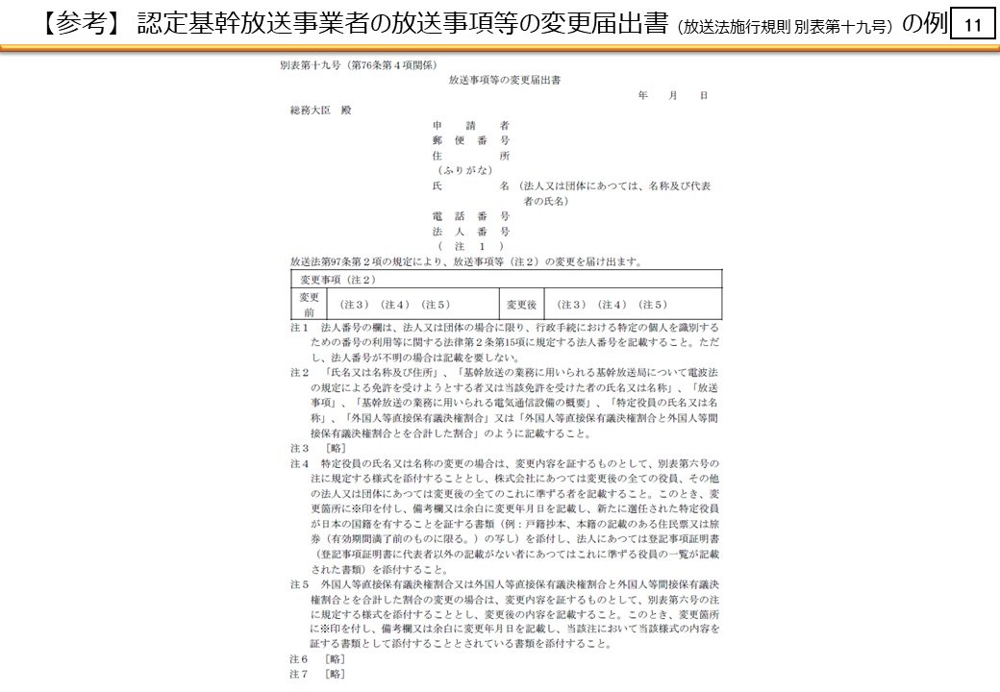 【参考】 認定基幹放送事業者の放送事項等の変更届出書（放送法施行規則 別表第十九号）の例
11
別表第十九号（第76条第４項関係）
放送事項等の変更届出書
年　　月　　日
総務大臣　殿
申　請　者
郵　便　番　号
住　　　　　所
（ふりがな）
氏　　　　　名 （法人又は団体にあつては、名称及び代表
者の氏名）
電　話　番　号
法　人　番　号
（　注　１　）
放送法第97条第２項の規定により、放送事項等（注２）の変更を届け出ます。
変更事項（注２）
変更
前
（注３）（注４）（注５）
変更後
（注３）（注４）（注５）
注１　法人番号の欄は、法人又は団体の場合に限り、行政手続における特定の個人を識別する
ための番号の利用等に関する法律第２条第15項に規定する法人番号を記載すること。ただ
し、法人番号が不明の場合は記載を要しない。
注２　「氏名又は名称及び住所」、「基幹放送の業務に用いられる基幹放送局について電波法
の規定による免許を受けようとする者又は当該免許を受けた者の氏名又は名称」、「放送
事項」、「基幹放送の業務に用いられる電気通信設備の概要」、「特定役員の氏名又は名
称」、「外国人等直接保有議決権割合」又は「外国人等直接保有議決権割合と外国人等間
接保有議決権割合とを合計した割合」のように記載すること。
注３　［略］
注４　特定役員の氏名又は名称の変更の場合は、変更内容を証するものとして、別表第六号の
注に規定する様式を添付することとし、株式会社にあつては変更後の全ての役員、その他
の法人又は団体にあつては変更後の全てのこれに準ずる者を記載すること。このとき、変
更箇所に※印を付し、備考欄又は余白に変更年月日を記載し、新たに選任された特定役員
が日本の国籍を有することを証する書類（例：戸籍抄本、本籍の記載のある住民票又は旅
券（有効期間満了前のものに限る。）の写し）を添付し、法人にあつては登記事項証明書
（登記事項証明書に代表者以外の記載がない者にあつてはこれに準ずる役員の一覧が記載
された書類）を添付すること。
注５　外国人等直接保有議決権割合又は外国人等直接保有議決権割合と外国人等間接保有議決
権割合とを合計した割合の変更の場合は、変更内容を証するものとして、別表第六号の注
に規定する様式を添付することとし、変更後の内容を記載すること。このとき、変更箇所
に※印を付し、備考欄又は余白に変更年月日を記載し、当該注において当該様式の内容を
証する書類として添付することとされている書類を添付すること。
注６　［略］
注７　［略］